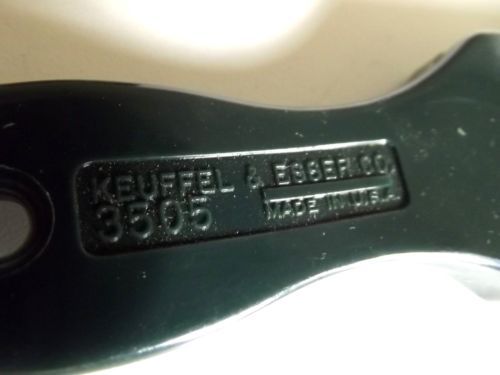 KEUFFEL & ESSER CO.
3505 MADE IN U.S.A.